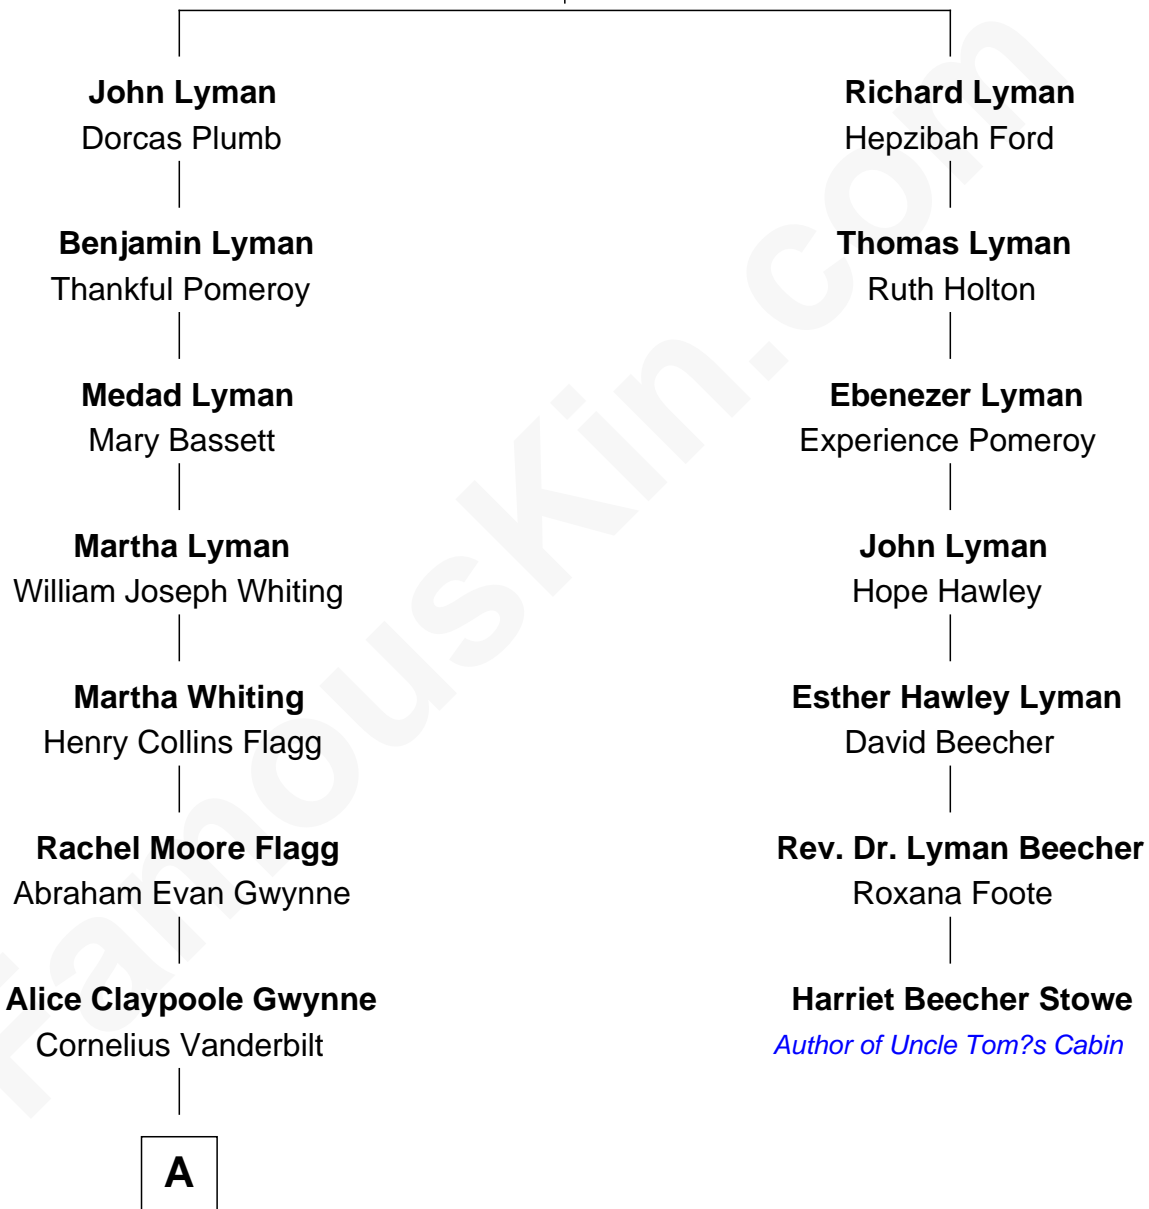 John Lyman
Dorcas Plumb
Benjamin Lyman
Thankful Pomeroy
Medad Lyman
Mary Bassett
Martha Lyman
William Joseph Whiting
Martha Whiting
Henry Collins Flagg
Rachel Moore Flagg
Abraham Evan Gwynne
Alice Claypoole Gwynne
Cornelius Vanderbilt
A
Richard Lyman
Hepzibah Ford
Thomas Lyman
Ruth Holton
Ebenezer Lyman
Experience Pomeroy
John Lyman
Hope Hawley
Esther Hawley Lyman
David Beecher
Rev. Dr. Lyman Beecher
Roxana Foote
Harriet Beecher Stowe
Author of Uncle Tom?s Cabin
FamousKin.com